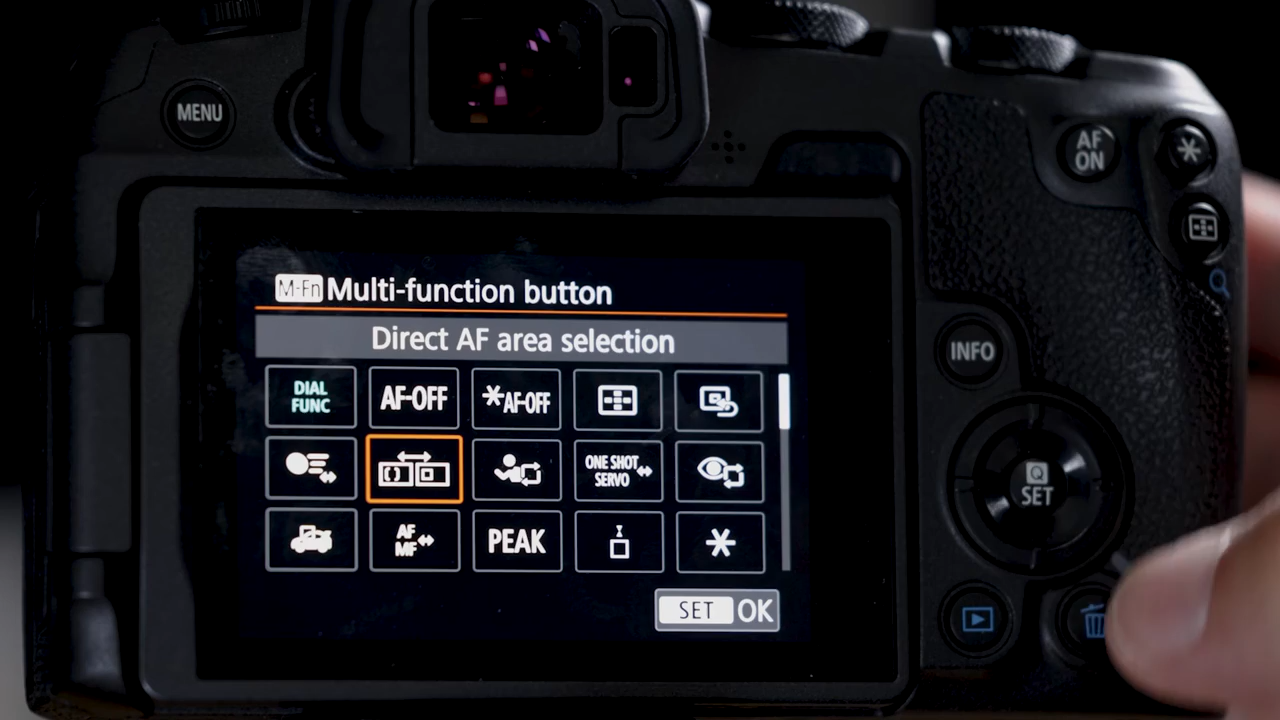 MENU
AF
ON
M-Fn Multi-function button
Direct AF area selection
DIAL
FUNC
AF-OFF
*AF-OFF
ONE SHOT
SERVO
AF
MF
PEAK
SET OK
INFO
Q
SET